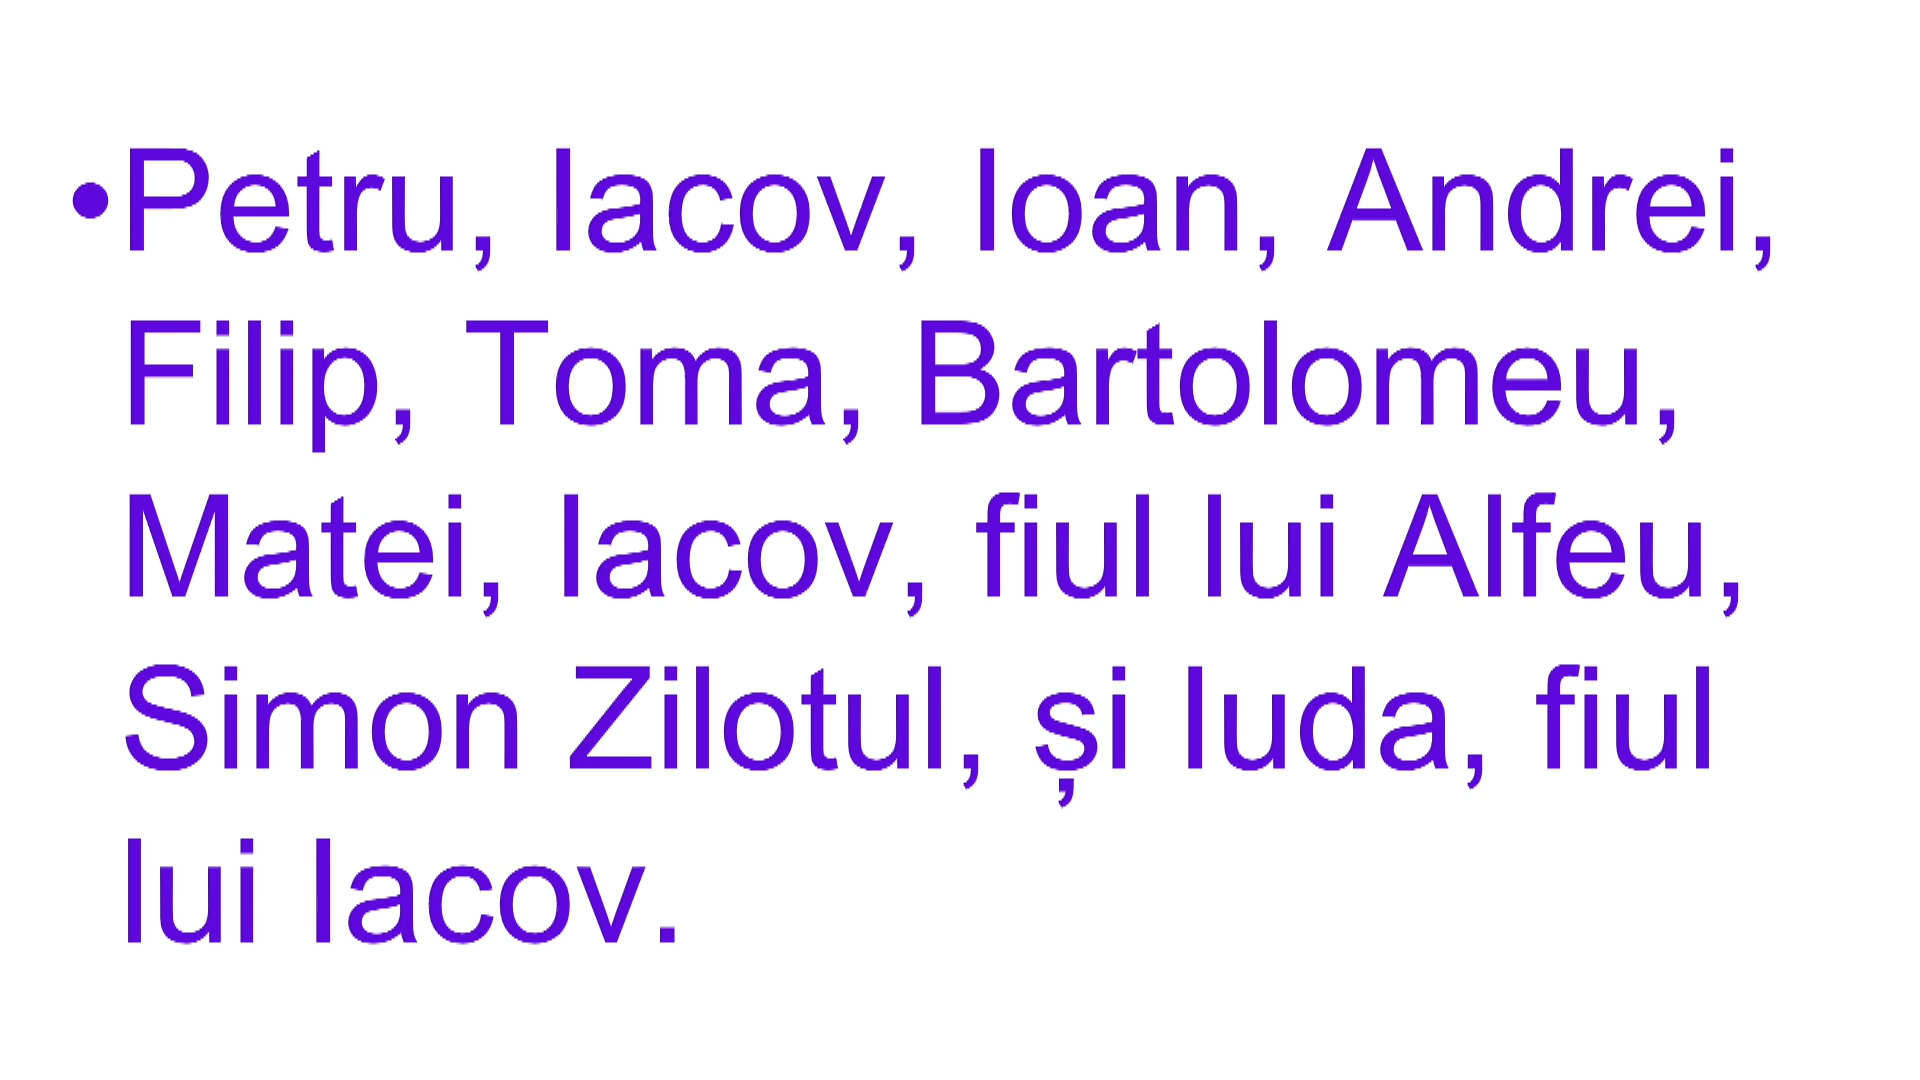 •Petru, Iacov, Ioan, Andrei,
Filip, Toma, Bartolomeu,
Matei, Iacov, fiul lui Alfeu,
Simon Zilotul, și Iuda, fiul
lui Iacov.